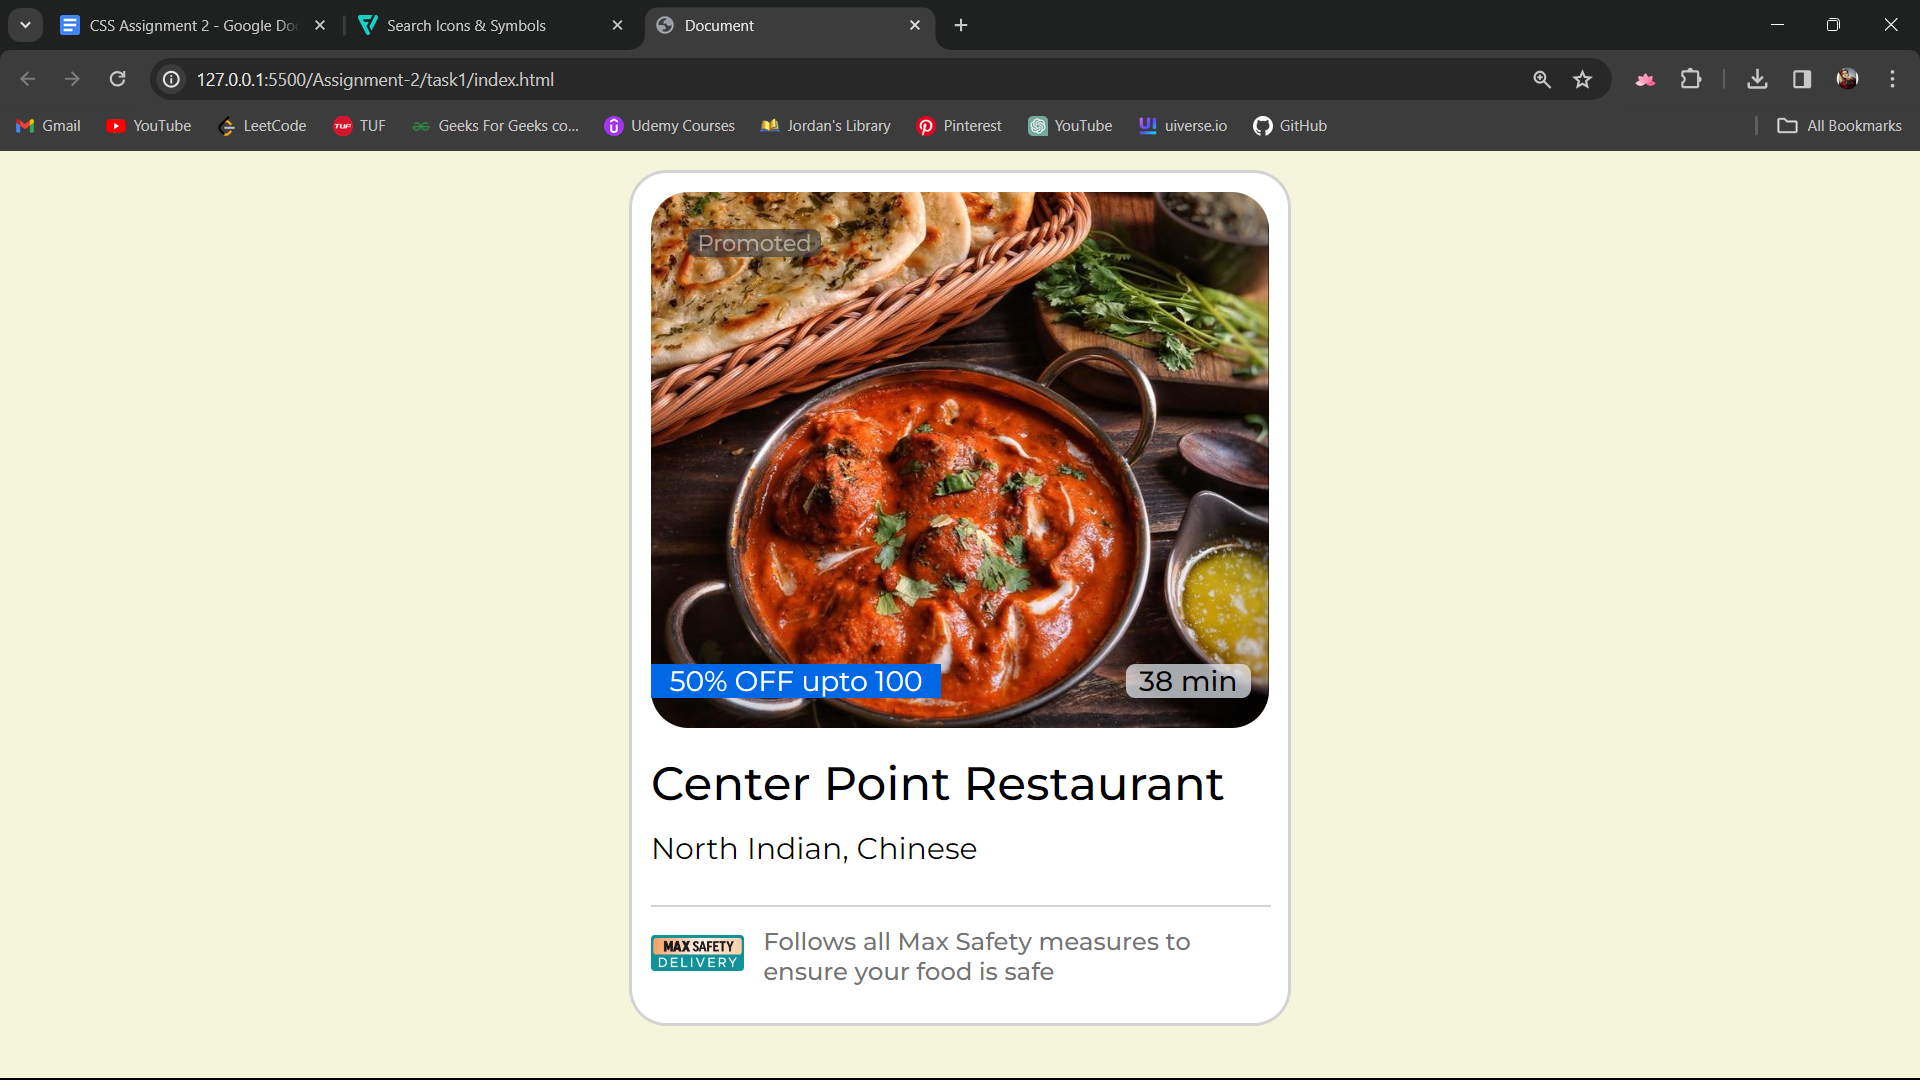 CSS Assignment 2 - Google Do
Search Icons & Symbols
Document
127.0.0.1:5500/Assignment-2/task1/index.html
Gmail
YouTube
LeetCode
TUF
TUF
Geeks For Geeks co...
Udemy Courses
Jordan's Library
Pinterest
YouTube
uiverse.io
GitHub
All Bookmarks
Promoted
50% OFF upto 100
38 min
Center Point Restaurant
North Indian, Chinese
MAX SAFETY
DELIVERY
Follows all Max Safety measures to
ensure your food is safe